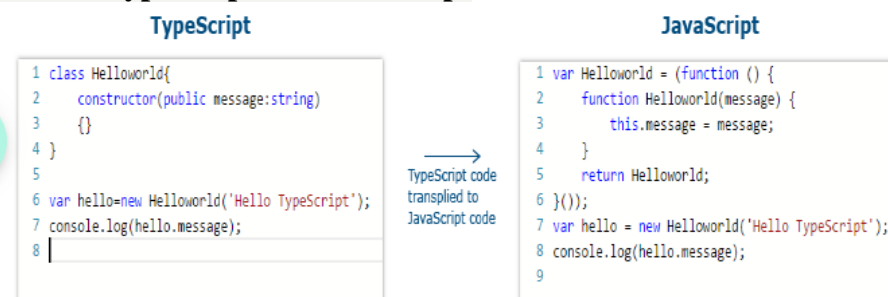 TypeScript
1 class Helloworld{
2     constructor(public message:string)
3     {}
4 }
5
6 var hello=new Helloworld('Hello TypeScript');
7 console.log(hello.message);
8
TypeScript code
transplied to
JavaScript code
JavaScript
1 var Helloworld = (function () {
2     function Helloworld(message) {
3         this.message = message;
4     }
5     return Helloworld;
6 }());
7 var hello = new Helloworld('Hello TypeScript');
8 console.log(hello.message);
9